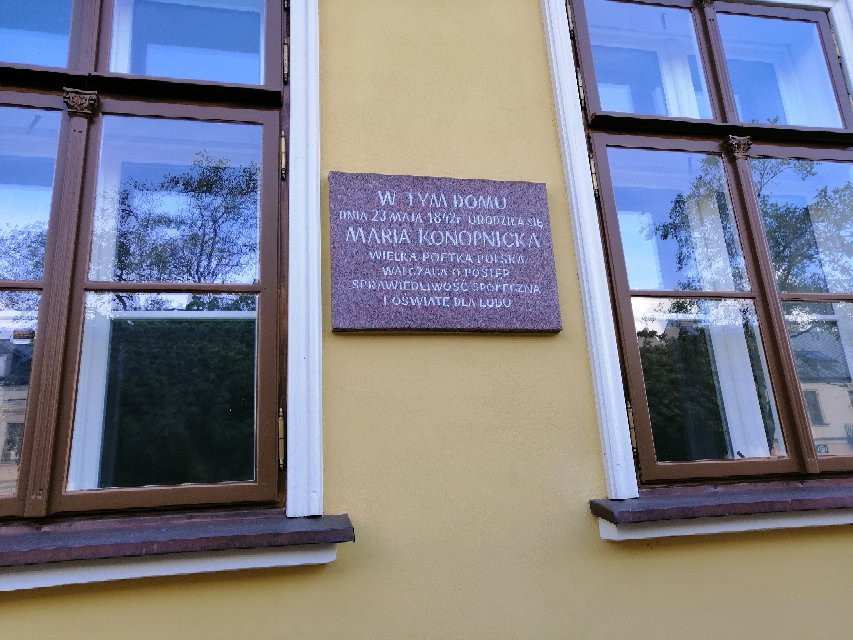 W TYM DOMU
DNIA 23 MAJA 1842 R URODZIŁA SIĘ
MARIA KONOPNICKA
WIELKA POETKA POLSKA
WALCZĄCA O POSTĘP
SPRAWIEDLIWOŚĆ SPOŁECZNĄ
I OŚWIATĘ DLA LUDU